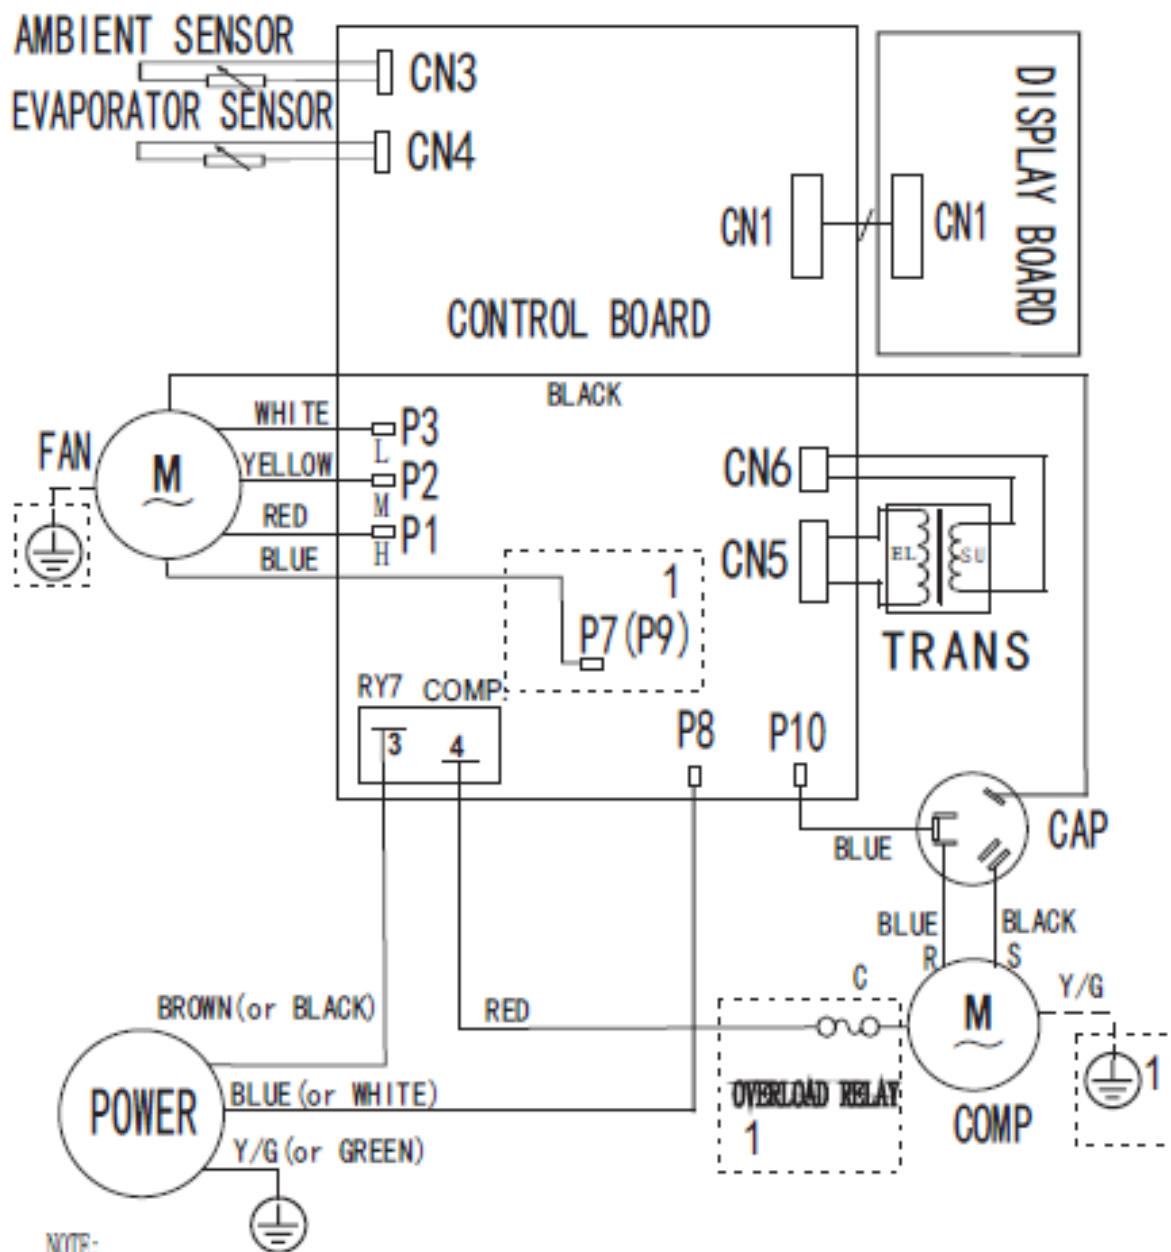 AMBIENT SENSOR
CN3
EVAPORATOR SENSOR
CN4
DISPLAY BOARD
CN1
CN1
CONTROL BOARD
BLACK
WHITE
P3
L
FAN
M
YELLOW
P2
M
RED
P1
H
BLUE
CN6
CN5
EL
SU
TRANS
1
P7(P9)
RY7
COMP
3
4
P8
P10
CAP
BLUE
BLUE
BLACK
R
S
C
Y/G
M
COMP
1
BROWN(or BLACK)
RED
OVERLOAD RELAY
1
POWER
BLUE(or WHITE)
Y/G(or GREEN)
NOTE: